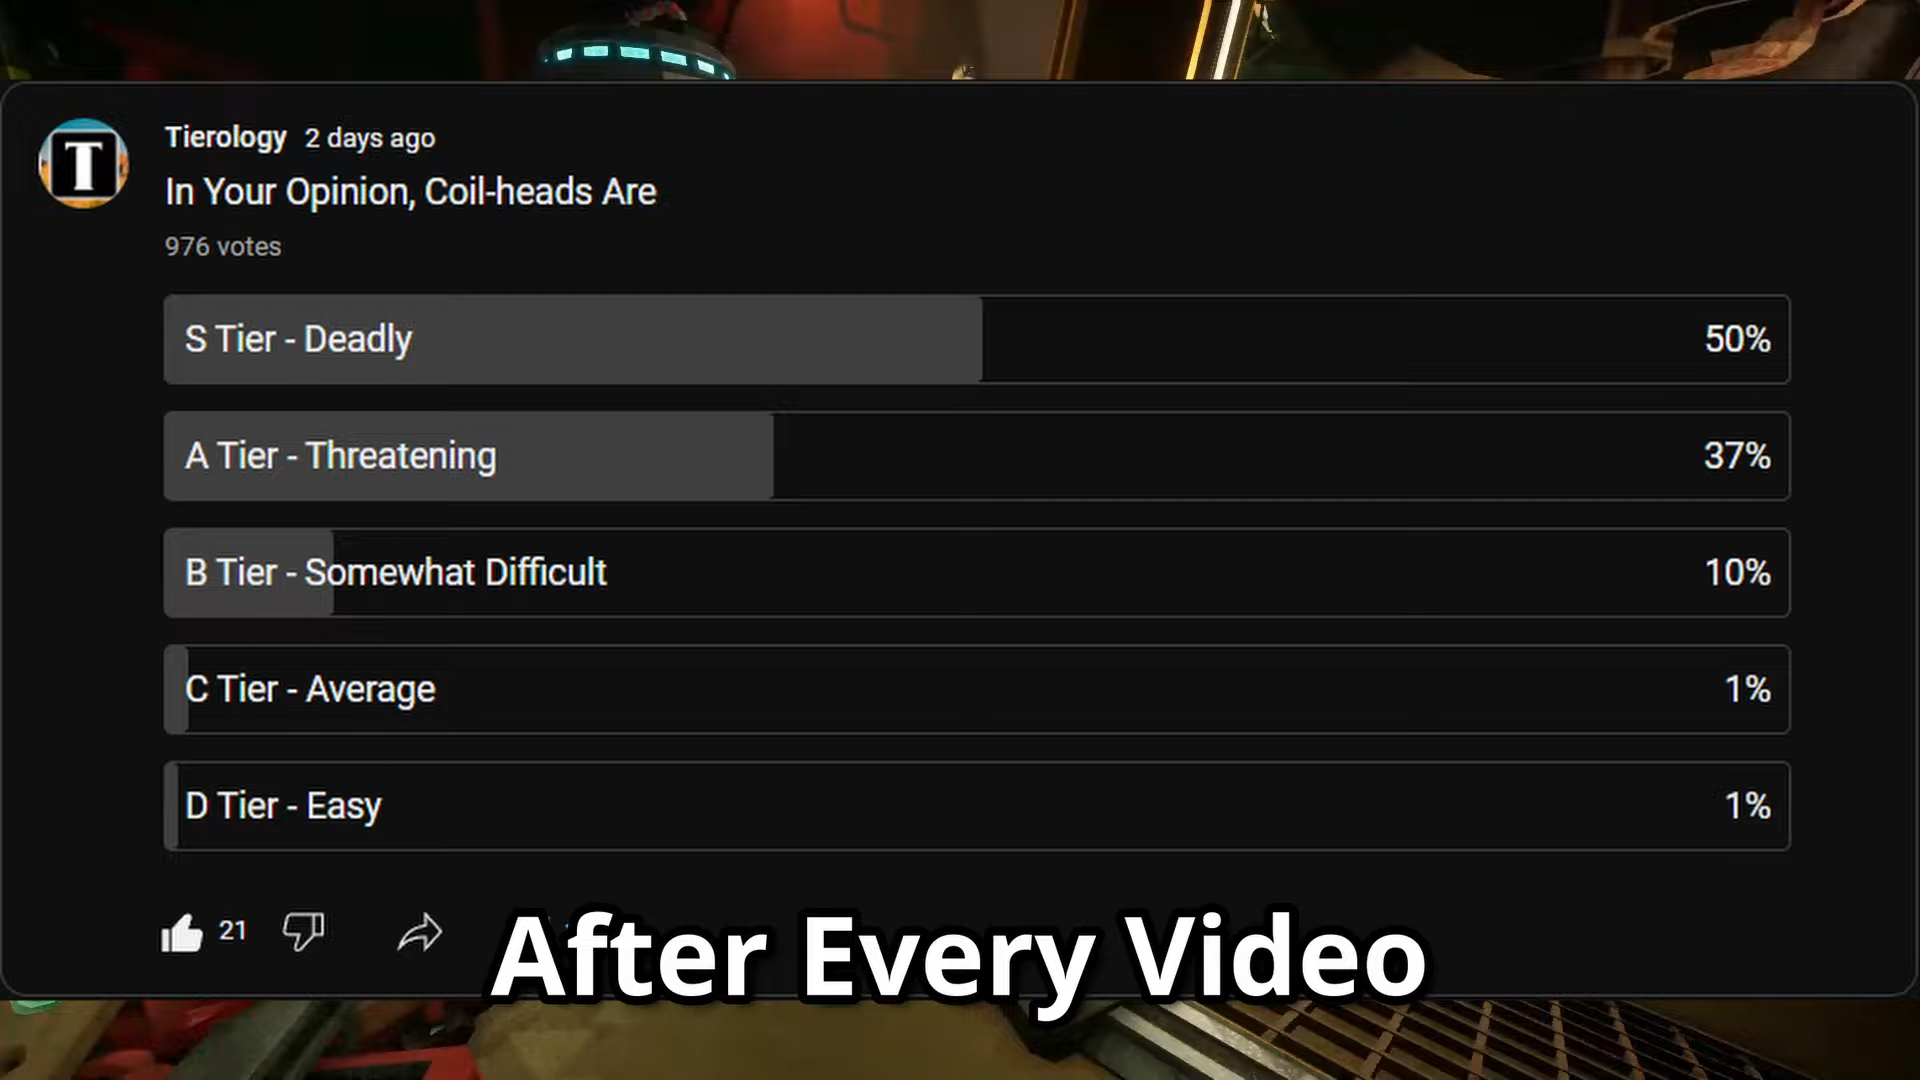 T
Tierology 2 days ago
In Your Opinion, Coil-heads Are
976 votes
S Tier - Deadly 50%
A Tier - Threatening 37%
B Tier - Somewhat Difficult 10%
C Tier - Average 1%
D Tier - Easy 1%
21
After Every Video